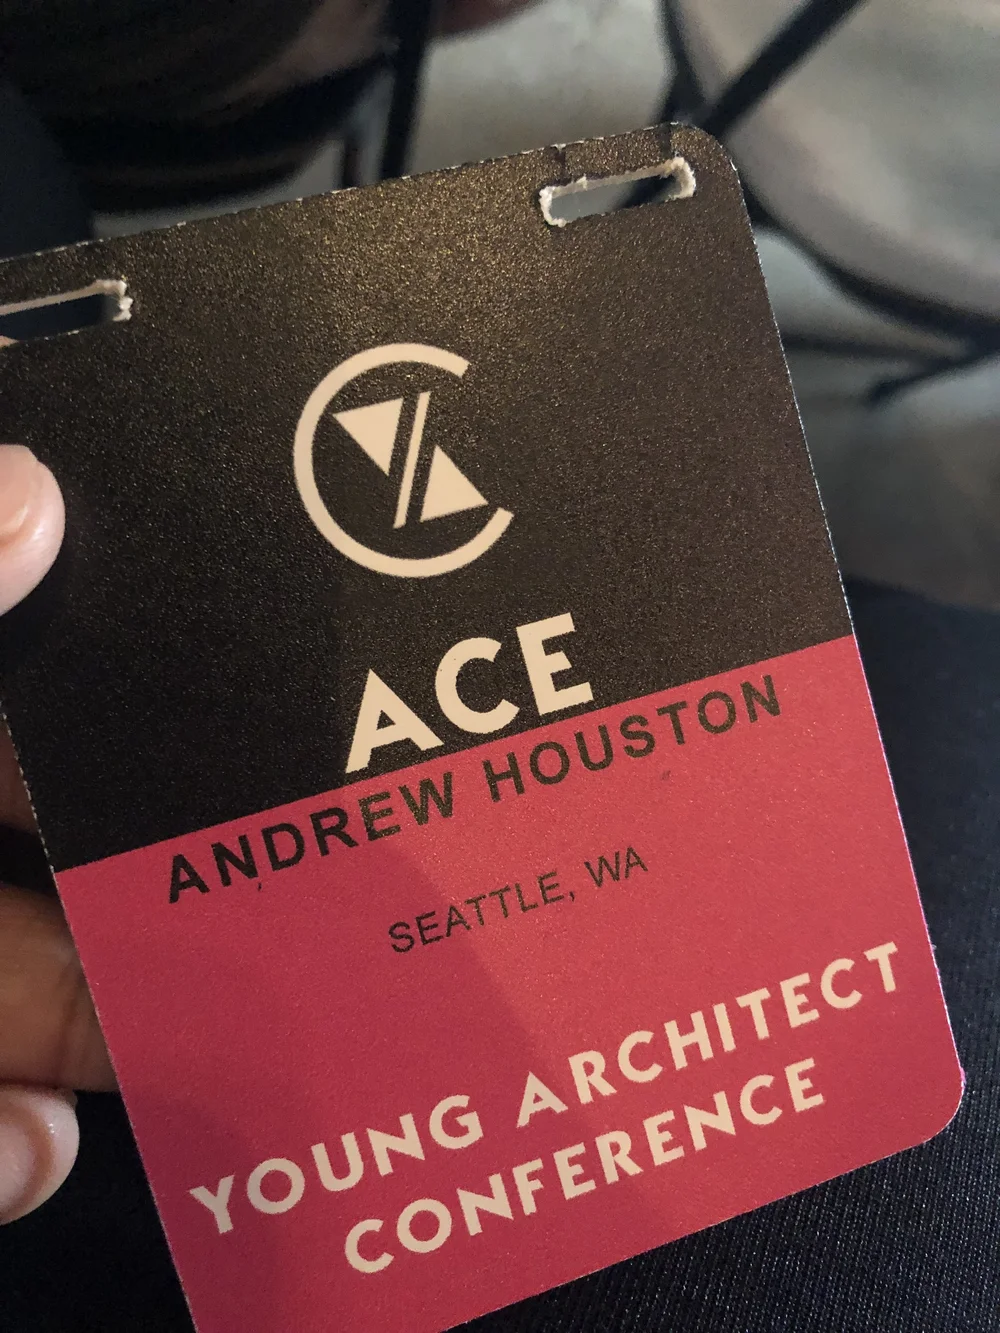 ACE
ANDREW HOUSTON
SEATTLE, WA
YOUNG ARCHITECT
CONFERENCE